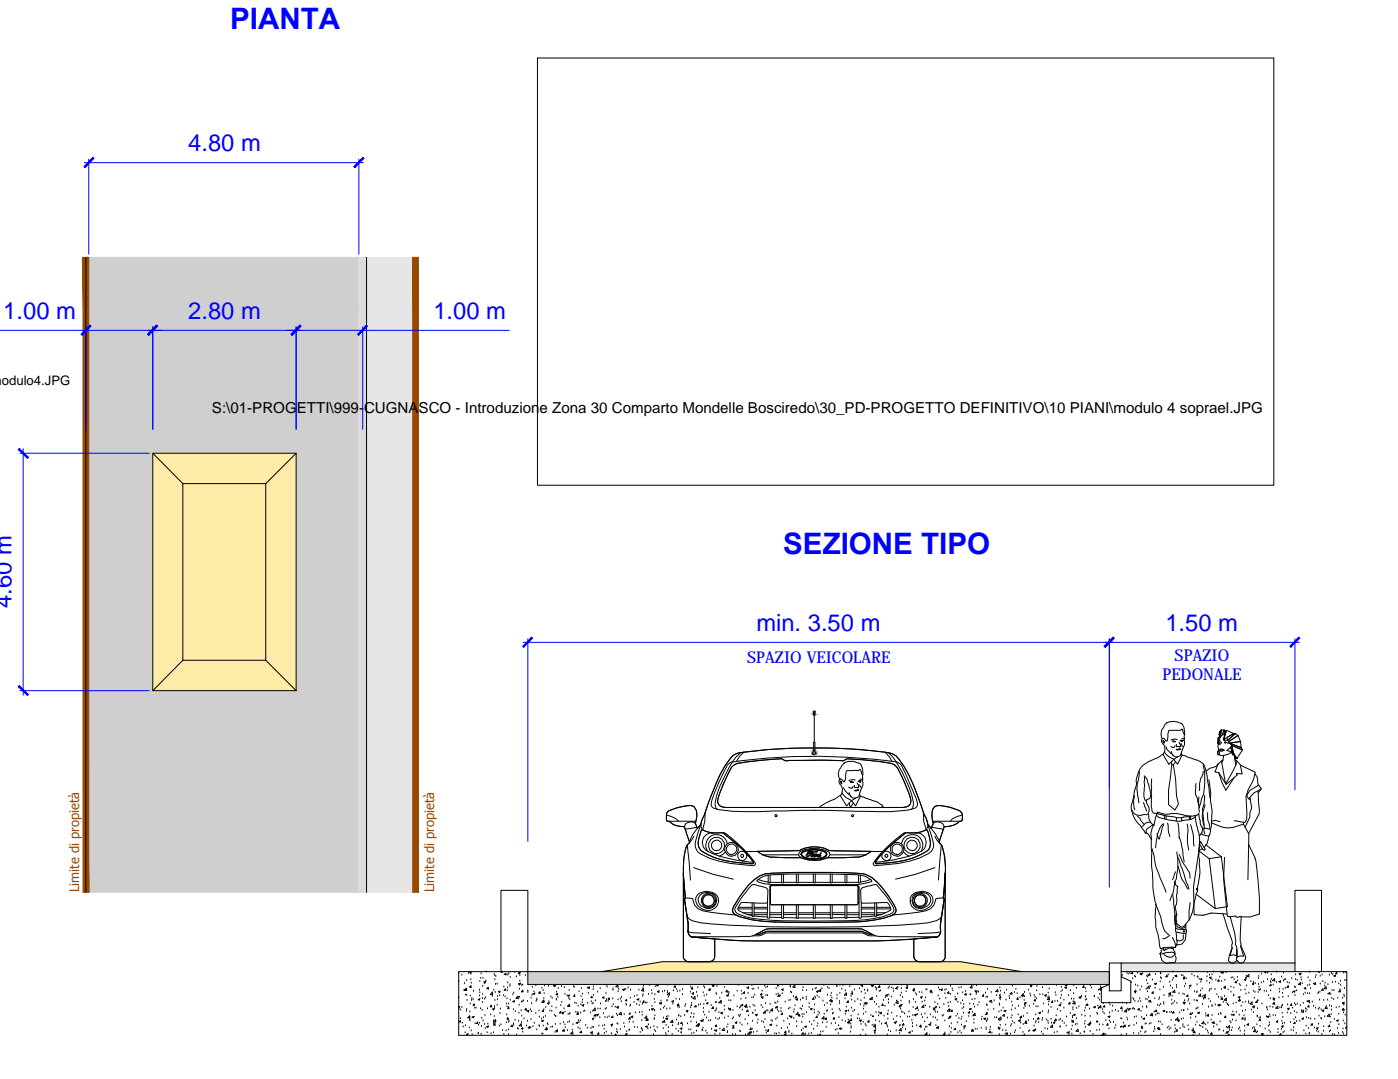 PIANTA
4.80 m
1.00 m
2.80 m
1.00 m
modulo4.JPG
S:\01-PROGETTI\999-CUGNASCO - Introduzione Zona 30 Comparto Mondelle Bosciredo\30_PD-PROGETTO DEFINITIVO\10 PIANI\modulo 4 soprael.JPG
4.60 m
Limite di propietà
Limite di propietà
SEZIONE TIPO
min. 3.50 m
1.50 m
SPAZIO VEICOLARE
SPAZIO
PEDONALE
Ford